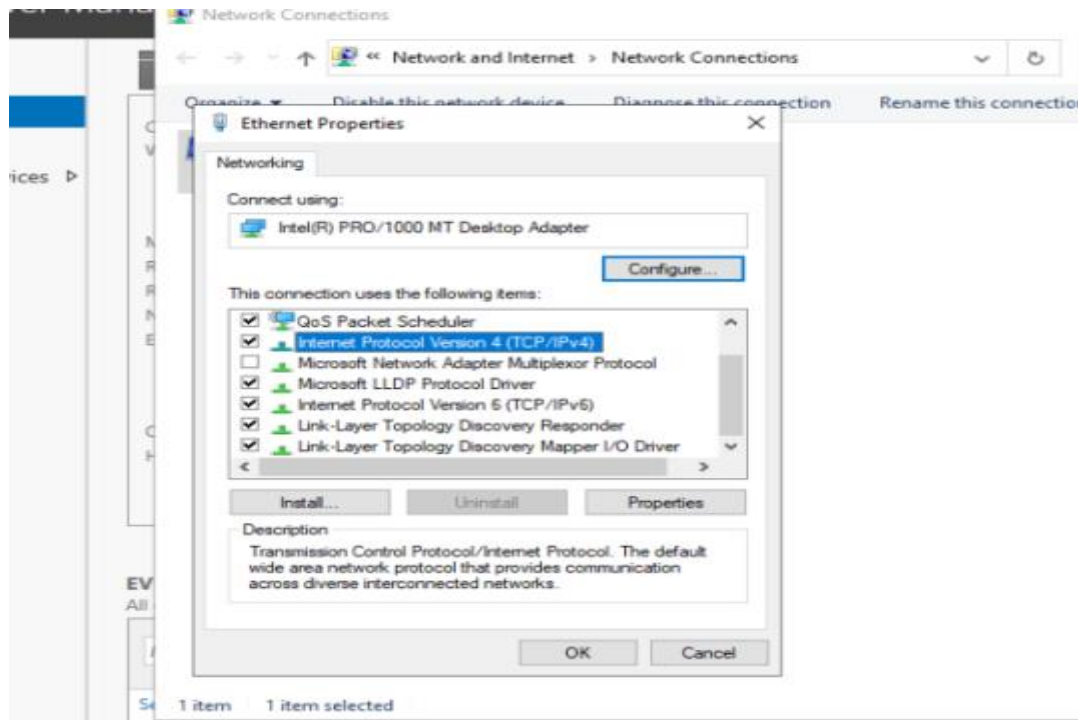 Network Connections
« Network and Internet > Network Connections
Organize Disable this network device Diagnose this connection Rename this connectio
Ethernet Properties
ices
Networking
Connect using:
Intel(R) PRO/1000 MT Desktop Adapter
Configure...
This connection uses the following items:
QoS Packet Scheduler
Internet Protocol Version 4 (TCP/IPv4)
Microsoft Network Adapter Multiplexor Protocol
Microsoft LLDP Protocol Driver
Internet Protocol Version 6 (TCP/IPv6)
Link-Layer Topology Discovery Responder
Link-Layer Topology Discovery Mapper I/O Driver
Install... Uninstall Properties
Description
Transmission Control Protocol/Internet Protocol. The default
wide area network protocol that provides communication
across diverse interconnected networks.
EV
All
OK Cancel
Se 1 item 1 item selected